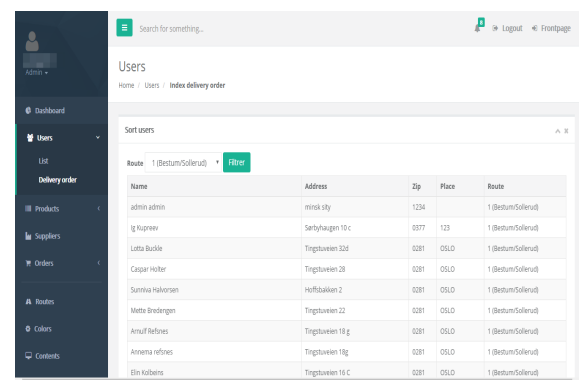 Search for something...
8
Logout
Frontpage
Admin
Dashboard
Users
List
Delivery order
Products
Suppliers
Orders
Routes
Colors
Contents
Users
Home / Users / Index delivery order
Sort users
Route 1 (Bestum/Sollerud) Filtrer
Name Address Zip Place Route
admin admin minsk sity 1234 1 (Bestum/Sollerud)
Ig Kupreev Sørbyhaugen 10 c 0377 123 1 (Bestum/Sollerud)
Lotta Buckle Tingstuveien 32d 0281 OSLO 1 (Bestum/Sollerud)
Caspar Holter Tingstuveien 28 0281 OSLO 1 (Bestum/Sollerud)
Sunniva Halvorsen Hoffsbakken 2 0281 OSLO 1 (Bestum/Sollerud)
Mette Bredengen Tingstuveien 22 0281 OSLO 1 (Bestum/Sollerud)
Arnulf Refsnes Tingstuveien 18 g 0281 OSLO 1 (Bestum/Sollerud)
Annema refsnes Tingstuveien 18g 0281 OSLO 1 (Bestum/Sollerud)
Elin Kolbeins Tingstuveien 16 C 0281 OSLO 1 (Bestum/Sollerud)